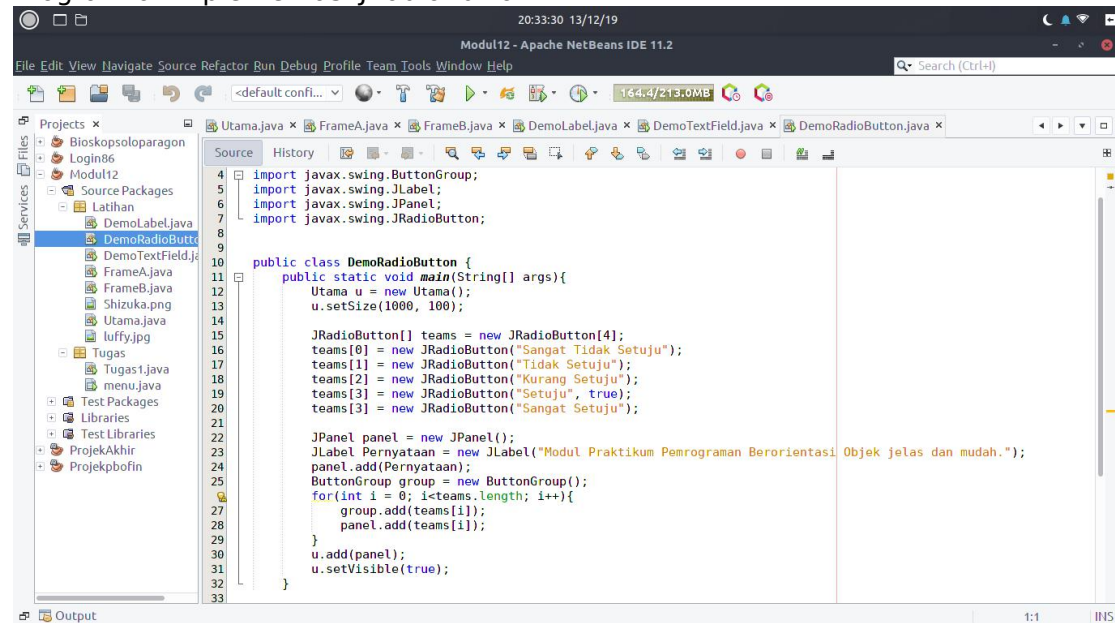 20:33:30 13/12/19
Modul12 - Apache NetBeans IDE 11.2
File Edit View Navigate Source Refactor Run Debug Profile Team Tools Window Help
Search (Ctrl+I)
<default confi...
164.4/213.0MB
Projects
Utama.java FrameA.java FrameB.java DemoLabel.java DemoTextField.java DemoRadioButton.java
Files
Services
Bioskopsoloparagon
Login86
Modul12
Source Packages
Latihan
DemoLabel.java
DemoRadioButto
DemoTextField.ja
FrameA.java
FrameB.java
Shizuka.png
Utama.java
luffy.jpg
Tugas
Tugas1.java
menu.java
Test Packages
Libraries
Test Libraries
ProjekAkhir
Projekpbofin
Source History
4 import javax.swing.ButtonGroup;
5 import javax.swing.JLabel;
6 import javax.swing.JPanel;
7 import javax.swing.JRadioButton;
8
9
10 public class DemoRadioButton {
11 public static void main(String[] args){
12 Utama u = new Utama();
13 u.setSize(1000, 100);
14
15 JRadioButton[] teams = new JRadioButton[4];
16 teams[0] = new JRadioButton("Sangat Tidak Setuju");
17 teams[1] = new JRadioButton("Tidak Setuju");
18 teams[2] = new JRadioButton("Kurang Setuju");
19 teams[3] = new JRadioButton("Setuju", true);
20 teams[3] = new JRadioButton("Sangat Setuju");
21
22 JPanel panel = new JPanel();
23 JLabel Pernyataan = new JLabel("Modul Praktikum Pemrograman Berorientasi Objek jelas dan mudah.");
24 panel.add(Pernyataan);
25 ButtonGroup group = new ButtonGroup();
for(int i = 0; i<teams.length; i++){
27 group.add(teams[i]);
28 panel.add(teams[i]);
29 }
30 u.add(panel);
31 u.setVisible(true);
32 }
33
Output
1:1 INS